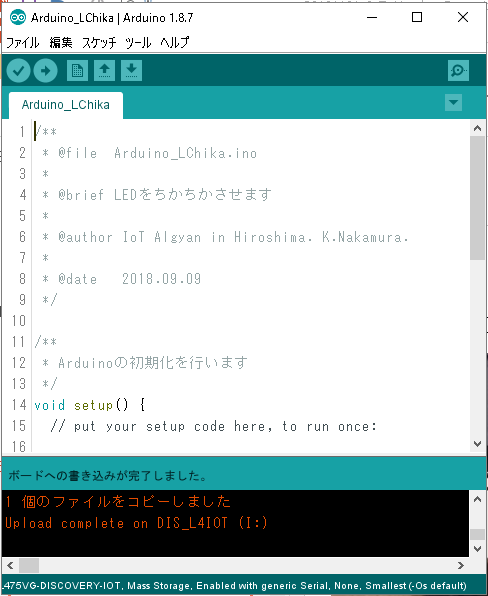 Arduino_LChika | Arduino 1.8.7
ファイル 編集 スケッチ ツール ヘルプ
Arduino_LChika
1 /**
2 * @file Arduino_LChika.ino
3 *
4 * @brief LEDをちかちかさせます
5 *
6 * @author IoT Algyan in Hiroshima. K.Nakamura.
7 *
8 * @date 2018.09.09
9 */
10
11 /**
12 * Arduinoの初期化を行います
13 */
14 void setup() {
15 // put your setup code here, to run once:
16
ボードへの書き込みが完了しました。
1 個のファイルをコピーしました
Upload complete on DIS_L4IOT (I:)
L475VG-DISCOVERY-IOT, Mass Storage, Enabled with generic Serial, None, Smallest (-Os default)